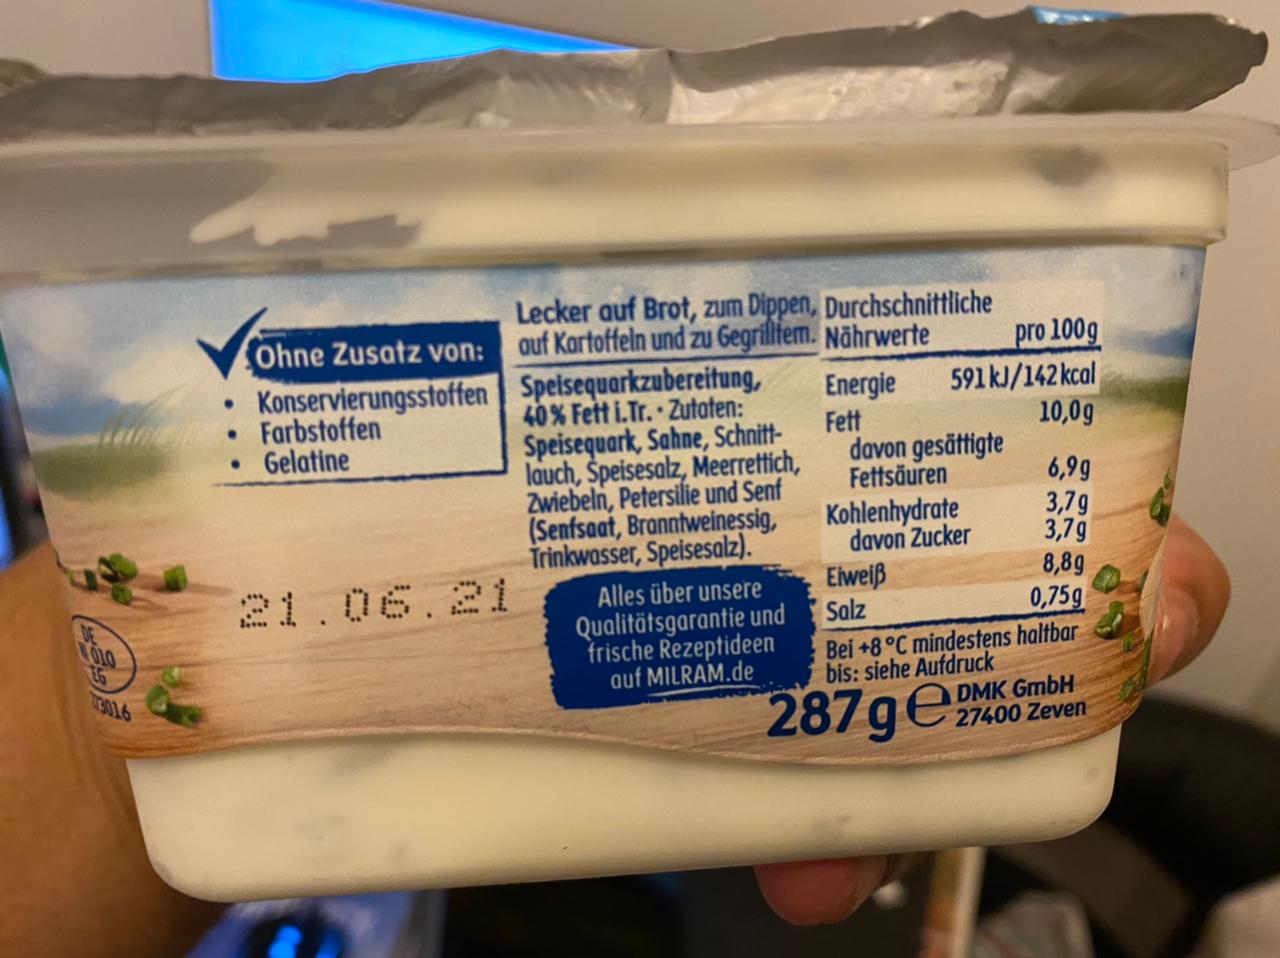 Ohne Zusatz von:
• Konservierungsstoffen
• Farbstoffen
• Gelatine
21.06.21
DE
010
EG
Lecker auf Brot, zum Dippen,
auf Kartoffeln und zu Gegrilltem.
Speisequarkzubereitung,
40 % Fett i.Tr. • Zutaten:
Speisequark, Sahne, Schnitt-
lauch, Speisesalz, Meerrettich,
Zwiebeln, Petersilie und Senf
(Senfsaat, Branntweinessig,
Trinkwasser, Speisesalz).
Alles über unsere
Qualitätsgarantie und
frische Rezeptideen
auf MILRAM.de
Durchschnittliche
Nährwerte pro 100g
Energie 591 kJ/142 kcal
Fett 10,0g
davon gesättigte
Fettsäuren 6,9g
Kohlenhydrate 3,7g
davon Zucker 3,7g
Eiweiß 8,8g
Salz 0,75g
Bei +8°C mindestens haltbar
bis: siehe Aufdruck
287g e DMK GmbH
27400 Zeven